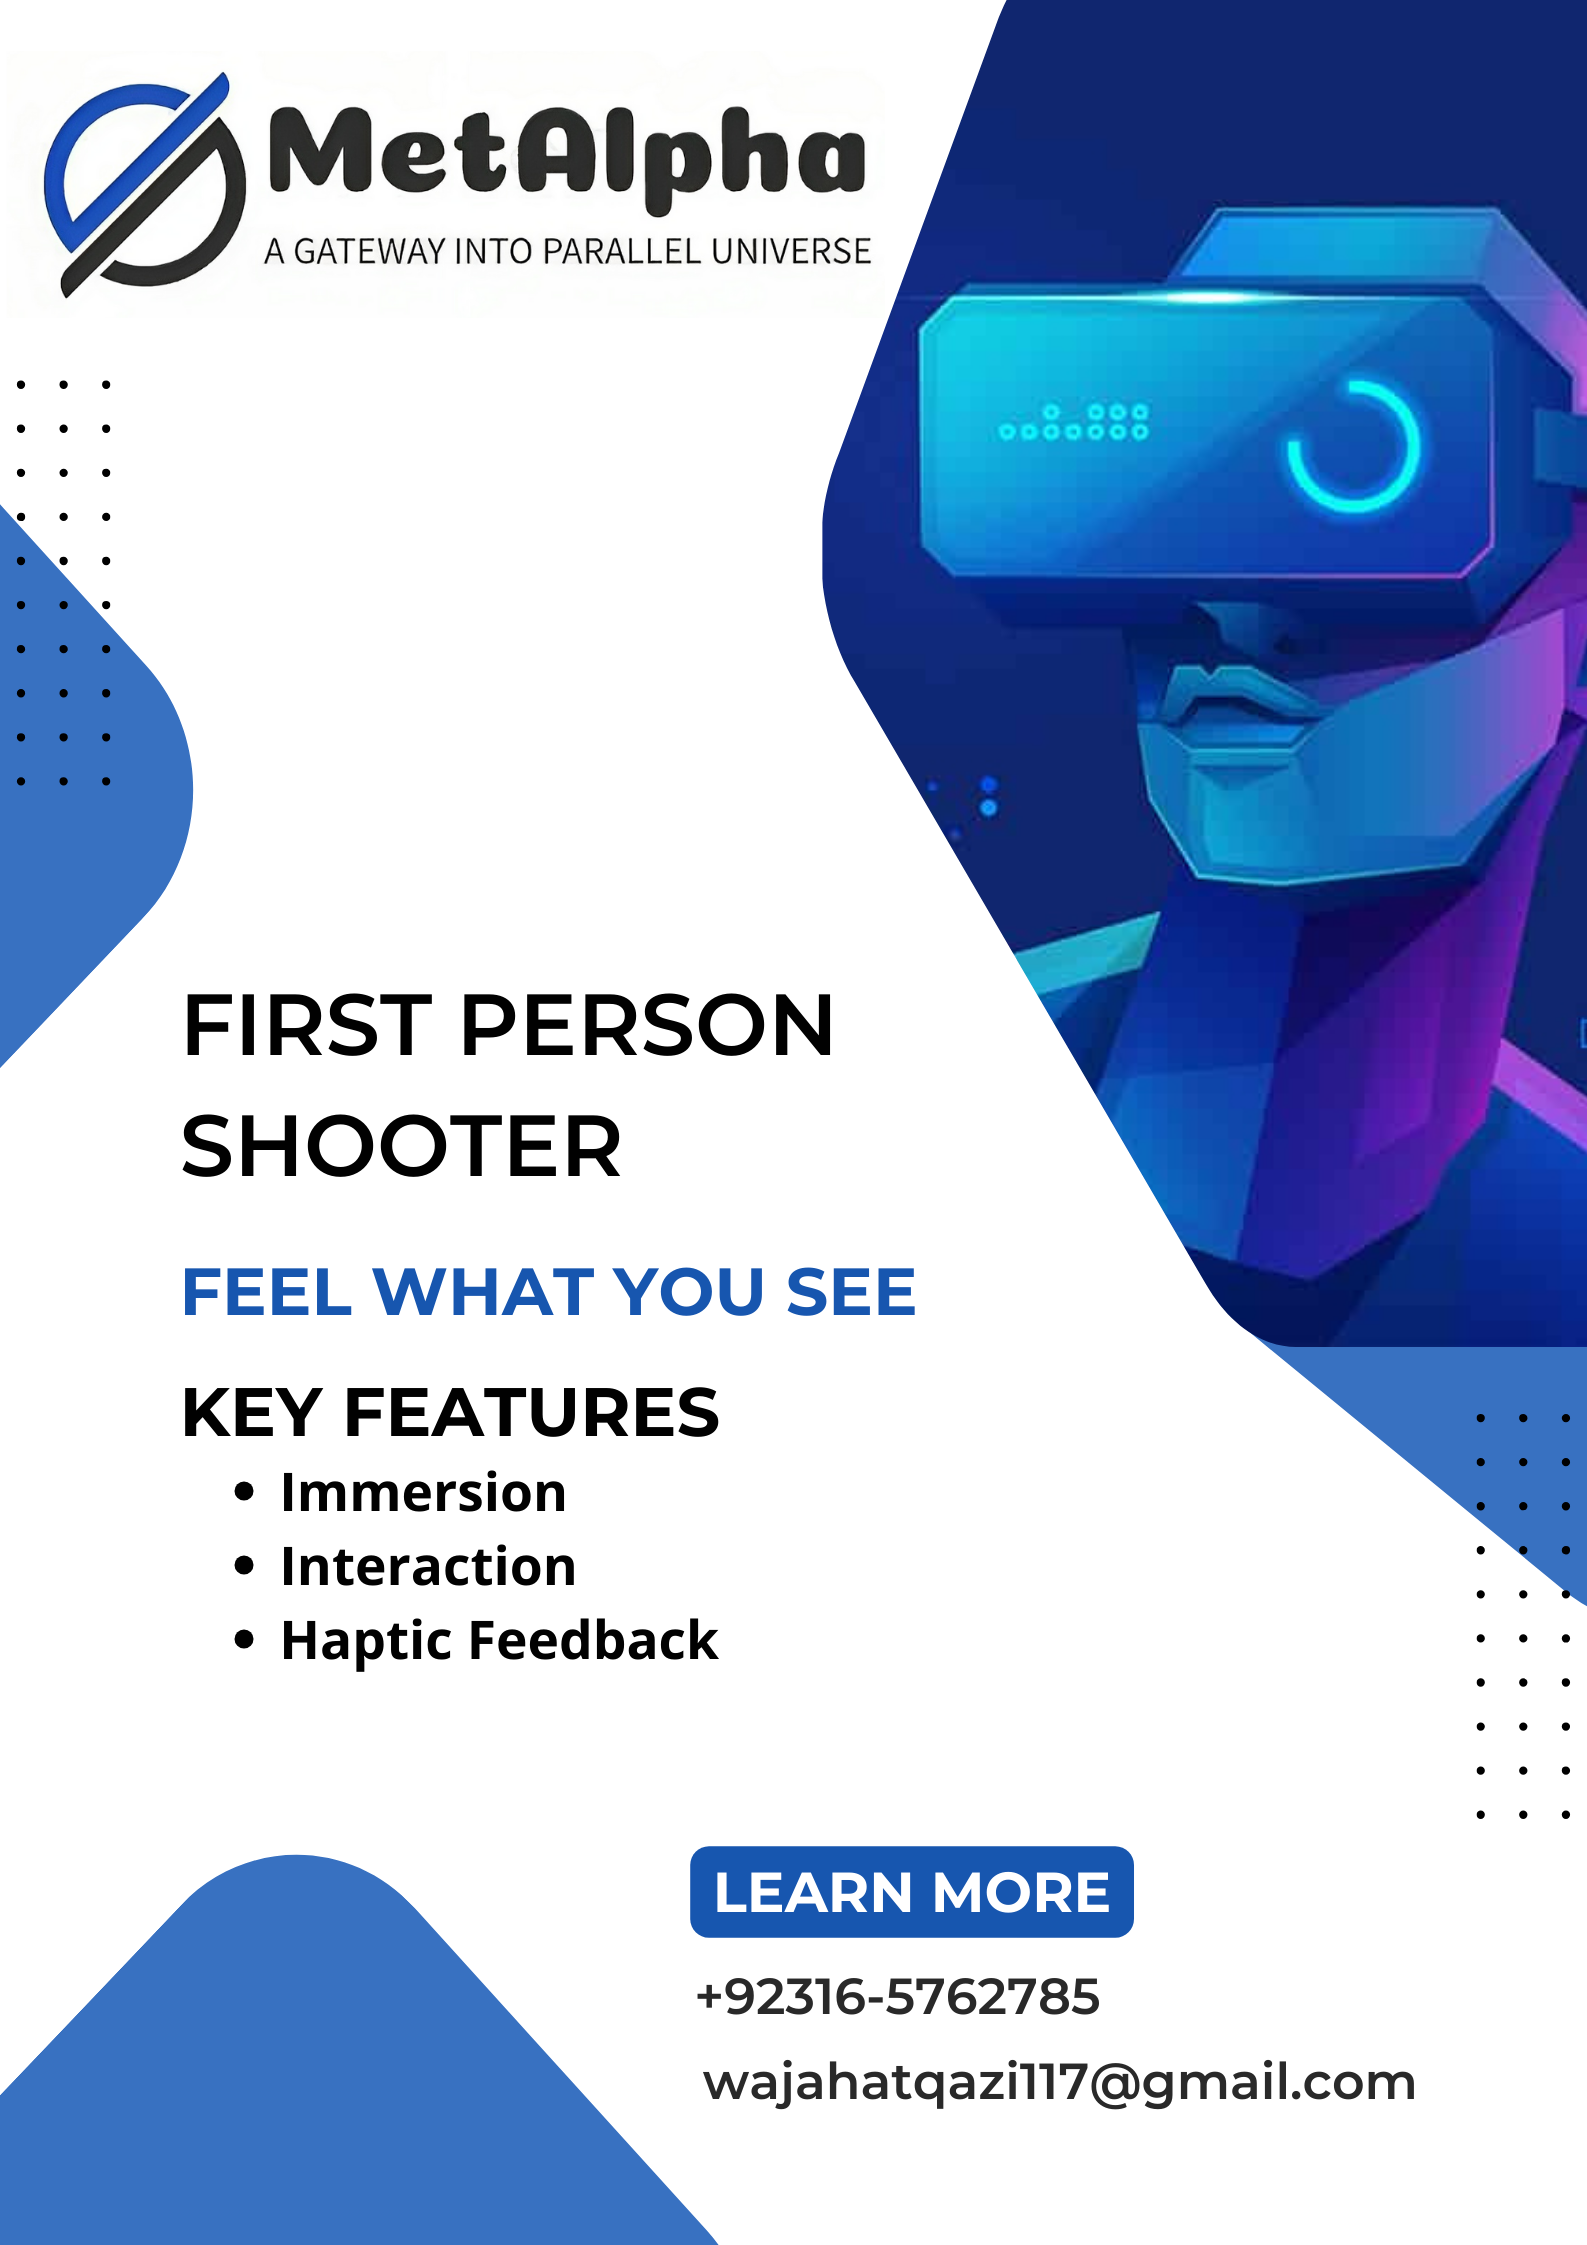 MetAlpha
A GATEWAY INTO PARALLEL UNIVERSE
FIRST PERSON
SHOOTER
FEEL WHAT YOU SEE
KEY FEATURES
• Immersion
• Interaction
• Haptic Feedback
LEARN MORE
+92316-5762785
wajahatqazi117@gmail.com